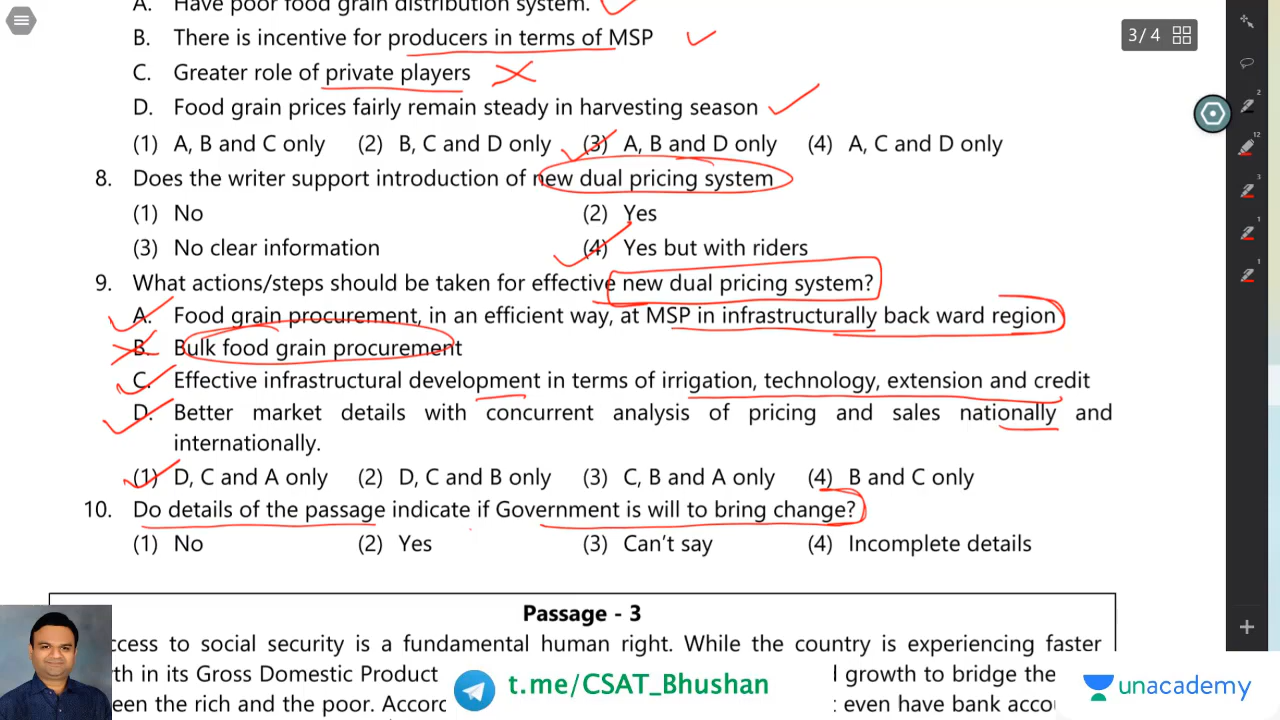 A. Have poor food grain distribution system.
B. There is incentive for producers in terms of MSP
3/4
C. Greater role of private players
D. Food grain prices fairly remain steady in harvesting season
(1) A, B and C only (2) B, C and D only (3) A, B and D only (4) A, C and D only
8. Does the writer support introduction of new dual pricing system
(1) No (2) Yes
(3) No clear information (4) Yes but with riders
9. What actions/steps should be taken for effective new dual pricing system?
A. Food grain procurement, in an efficient way, at MSP in infrastructurally back ward region
B. Bulk food grain procurement
C. Effective infrastructural development in terms of irrigation, technology, extension and credit
D. Better market details with concurrent analysis of pricing and sales nationally and
internationally.
(1) D, C and A only (2) D, C and B only (3) C, B and A only (4) B and C only
10. Do details of the passage indicate if Government is will to bring change?
(1) No (2) Yes (3) Can't say (4) Incomplete details
Passage - 3
ccess to social security is a fundamental human right. While the country is experiencing faster
th in its Gross Domestic Product growth to bridge the
een the rich and the poor. Accor even have bank accou
t.me/CSAT_Bhushan
unacademy
2
12
3
1
1
1